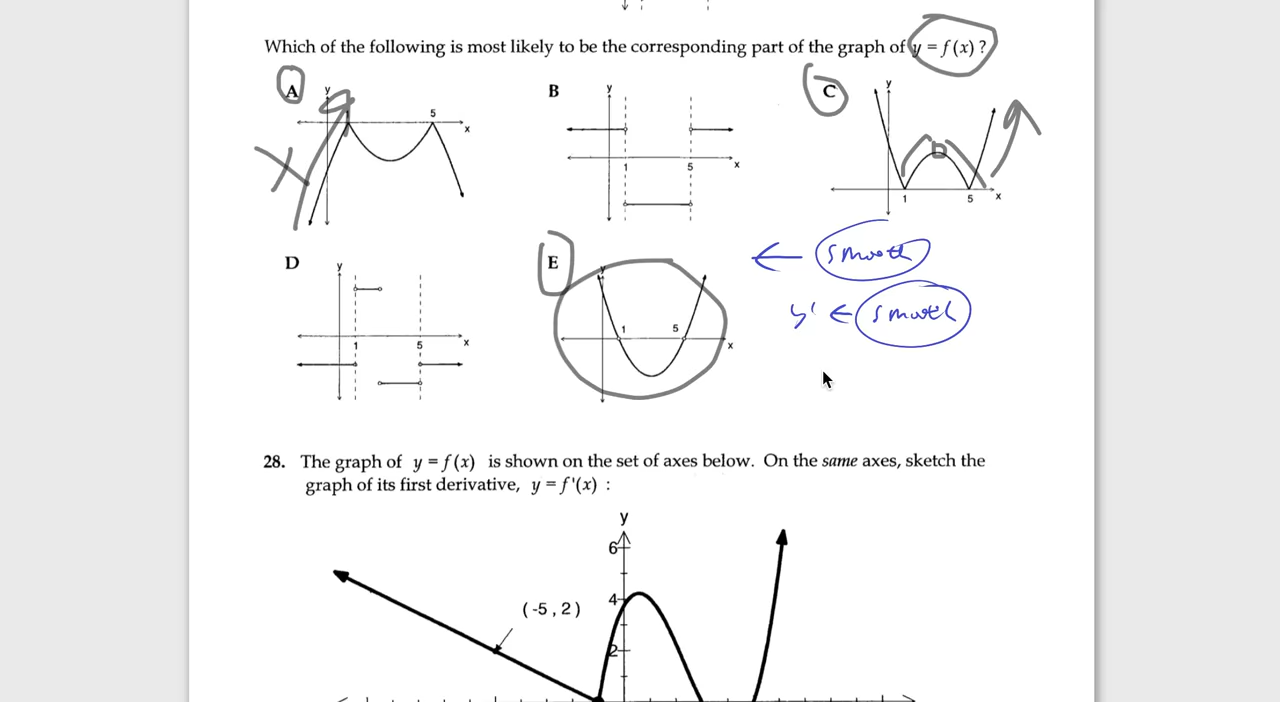 Which of the following is most likely to be the corresponding part of the graph of y = f(x) ?
A
y
5
x
B
y
1
5
x
C
y
1
5
x
D
y
1
5
x
E
y
1
5
x
← smooth
y' ← smooth
28. The graph of y = f(x) is shown on the set of axes below. On the same axes, sketch the
graph of its first derivative, y = f'(x) :
y
6
(-5 , 2)
4
2